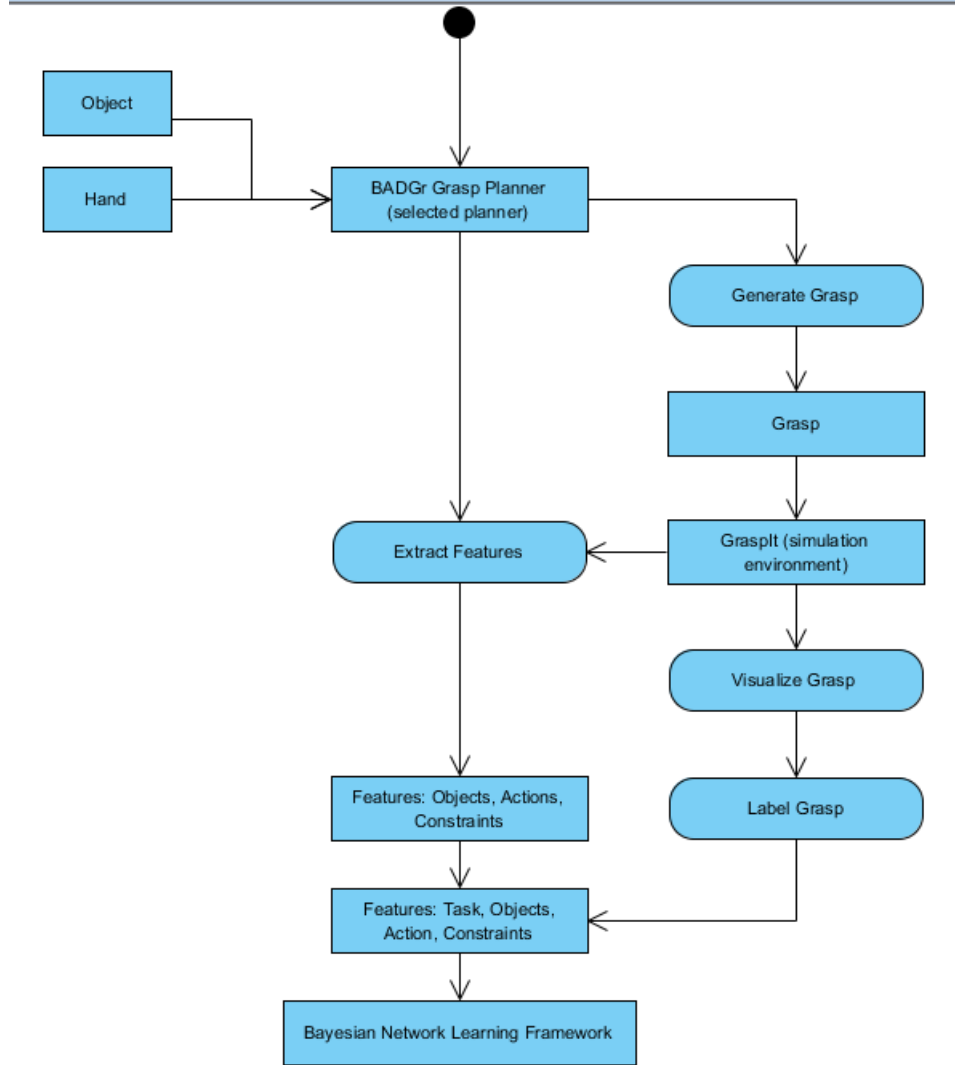 Object
Hand
BADGr Grasp Planner
(selected planner)
Generate Grasp
Grasp
Extract Features
GraspIt (simulation
environment)
Visualize Grasp
Features: Objects, Actions,
Constraints
Label Grasp
Features: Task, Objects,
Action, Constraints
Bayesian Network Learning Framework